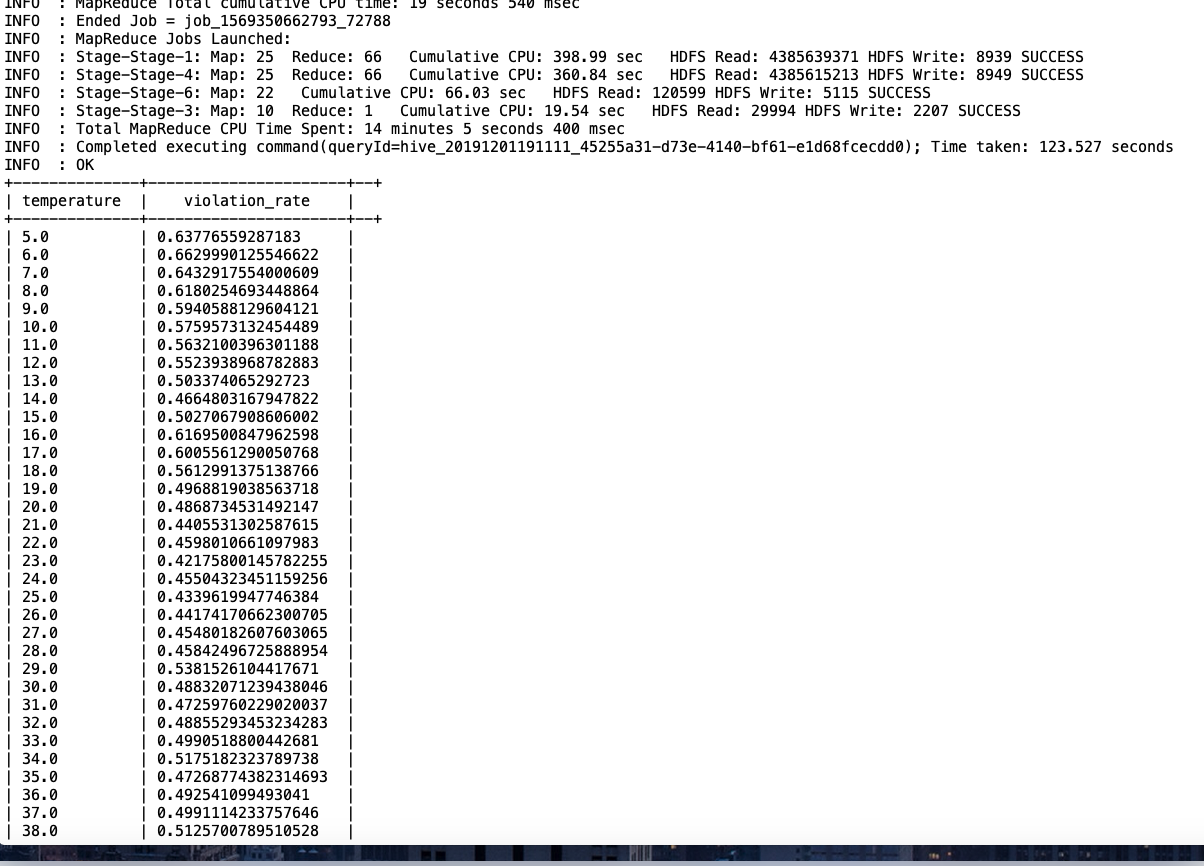 INFO  : MapReduce Total cumulative CPU time: 19 seconds 540 msec
INFO  : Ended Job = job_1569350662793_72788
INFO  : MapReduce Jobs Launched:
INFO  : Stage-Stage-1: Map: 25  Reduce: 66   Cumulative CPU: 398.99 sec   HDFS Read: 4385639371 HDFS Write: 8939 SUCCESS
INFO  : Stage-Stage-4: Map: 25  Reduce: 66   Cumulative CPU: 360.84 sec   HDFS Read: 4385615213 HDFS Write: 8949 SUCCESS
INFO  : Stage-Stage-6: Map: 22   Cumulative CPU: 66.03 sec   HDFS Read: 120599 HDFS Write: 5115 SUCCESS
INFO  : Stage-Stage-3: Map: 10  Reduce: 1   Cumulative CPU: 19.54 sec   HDFS Read: 29994 HDFS Write: 2207 SUCCESS
INFO  : Total MapReduce CPU Time Spent: 14 minutes 5 seconds 400 msec
INFO  : Completed executing command(queryId=hive_20191201191111_45255a31-d73e-4140-bf61-e1d68fcecdd0); Time taken: 123.527 seconds
INFO  : OK
+--------------+----------------------+--+
| temperature  |    violation_rate    |
+--------------+----------------------+--+
| 5.0          | 0.63776559287183     |
| 6.0          | 0.6629990125546622   |
| 7.0          | 0.6432917554000609   |
| 8.0          | 0.6180254693448864   |
| 9.0          | 0.5940588129604121   |
| 10.0         | 0.5759573132454489   |
| 11.0         | 0.5632100396301188   |
| 12.0         | 0.5523938968782883   |
| 13.0         | 0.503374065292723    |
| 14.0         | 0.4664803167947822   |
| 15.0         | 0.5027067908606002   |
| 16.0         | 0.6169500847962598   |
| 17.0         | 0.6005561290050768   |
| 18.0         | 0.5612991375138766   |
| 19.0         | 0.4968819038563718   |
| 20.0         | 0.4868734531492147   |
| 21.0         | 0.4405531302587615   |
| 22.0         | 0.4598010661097983   |
| 23.0         | 0.42175800145782255  |
| 24.0         | 0.45504323451159256  |
| 25.0         | 0.4339619947746384   |
| 26.0         | 0.44174170662300705  |
| 27.0         | 0.45480182607603065  |
| 28.0         | 0.45842496725888954  |
| 29.0         | 0.5381526104417671   |
| 30.0         | 0.48832071239438046  |
| 31.0         | 0.47259760229020037  |
| 32.0         | 0.48855293453234283  |
| 33.0         | 0.4990518800442681   |
| 34.0         | 0.5175182323789738   |
| 35.0         | 0.47268774382314693  |
| 36.0         | 0.492541099493041    |
| 37.0         | 0.4991114233757646   |
| 38.0         | 0.5125700789510528   |